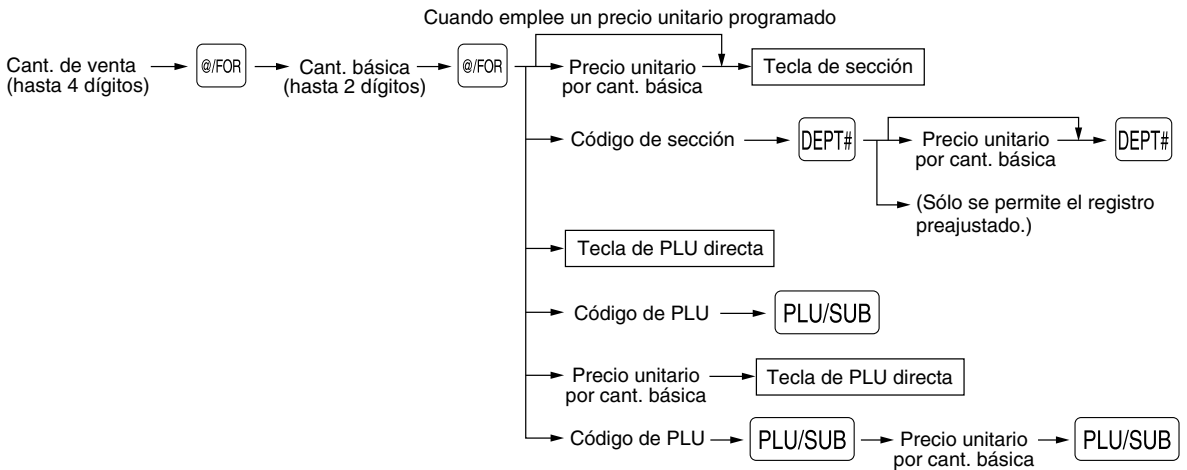 Cuando emplee un precio unitario programado
Cant. de venta
(hasta 4 dígitos)
@/FOR
Cant. básica
(hasta 2 dígitos)
@/FOR
Precio unitario
por cant. básica
Tecla de sección
Código de sección
DEPT#
Precio unitario
por cant. básica
DEPT#
(Sólo se permite el registro
preajustado.)
Tecla de PLU directa
Código de PLU
PLU/SUB
Precio unitario
por cant. básica
Tecla de PLU directa
Código de PLU
PLU/SUB
Precio unitario
por cant. básica
PLU/SUB